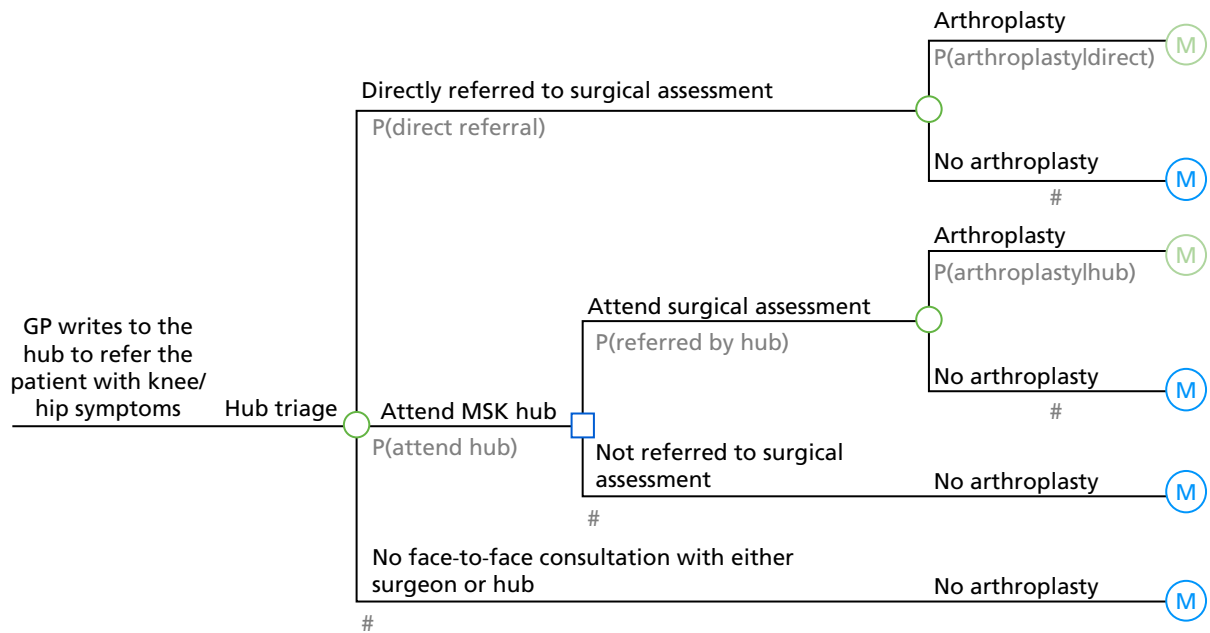 Arthroplasty
P(arthroplasty|direct)
M
Directly referred to surgical assessment
P(direct referral)
No arthroplasty
#
M
Arthroplasty
P(arthroplasty|hub)
M
Attend surgical assessment
P(referred by hub)
No arthroplasty
#
M
GP writes to the
hub to refer the
patient with knee/
hip symptoms
Hub triage
Attend MSK hub
P(attend hub)
Not referred to surgical
assessment
#
No arthroplasty
M
No face-to-face consultation with either
surgeon or hub
#
No arthroplasty
M